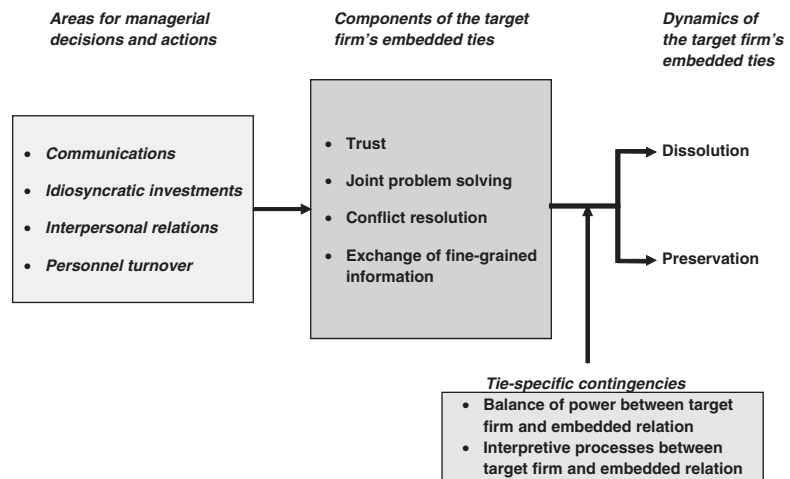 Areas for managerial
decisions and actions
Components of the target
firm's embedded ties
Dynamics of
the target firm's
embedded ties
• Communications
• Idiosyncratic investments
• Interpersonal relations
• Personnel turnover
• Trust
• Joint problem solving
• Conflict resolution
• Exchange of fine-grained
information
Dissolution
Preservation
Tie-specific contingencies
• Balance of power between target
firm and embedded relation
• Interpretive processes between
target firm and embedded relation